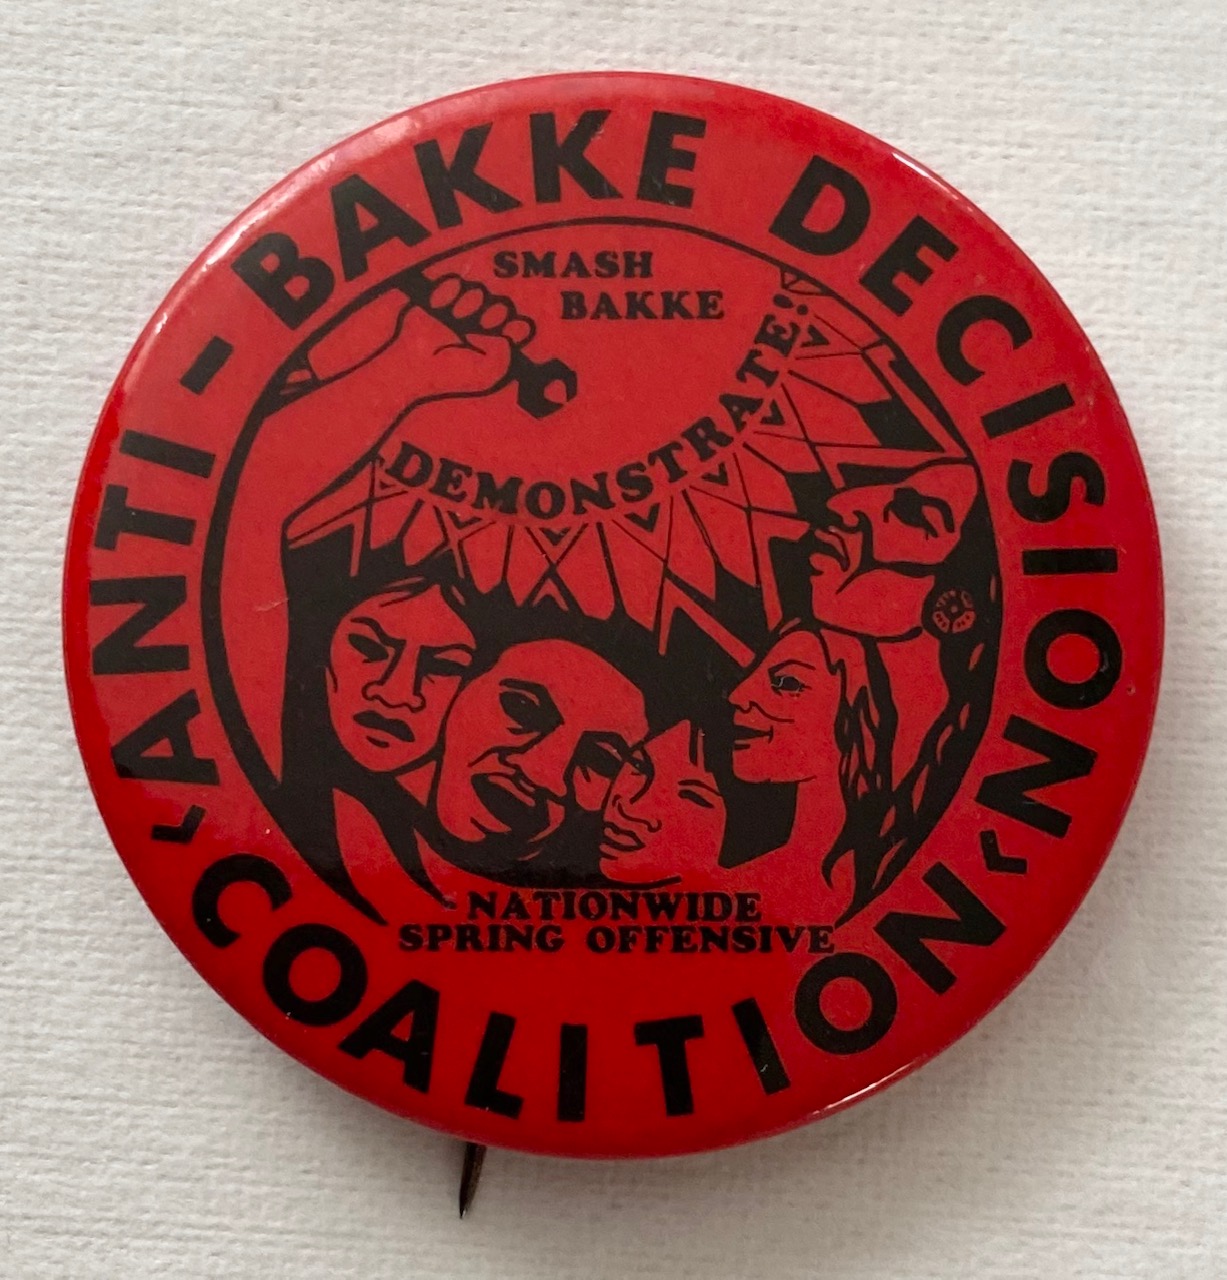 ANTI-BAKKE DECISION
SMASH
BAKKE
DEMONSTRATE!
NATIONWIDE
SPRING OFFENSIVE
COALITION